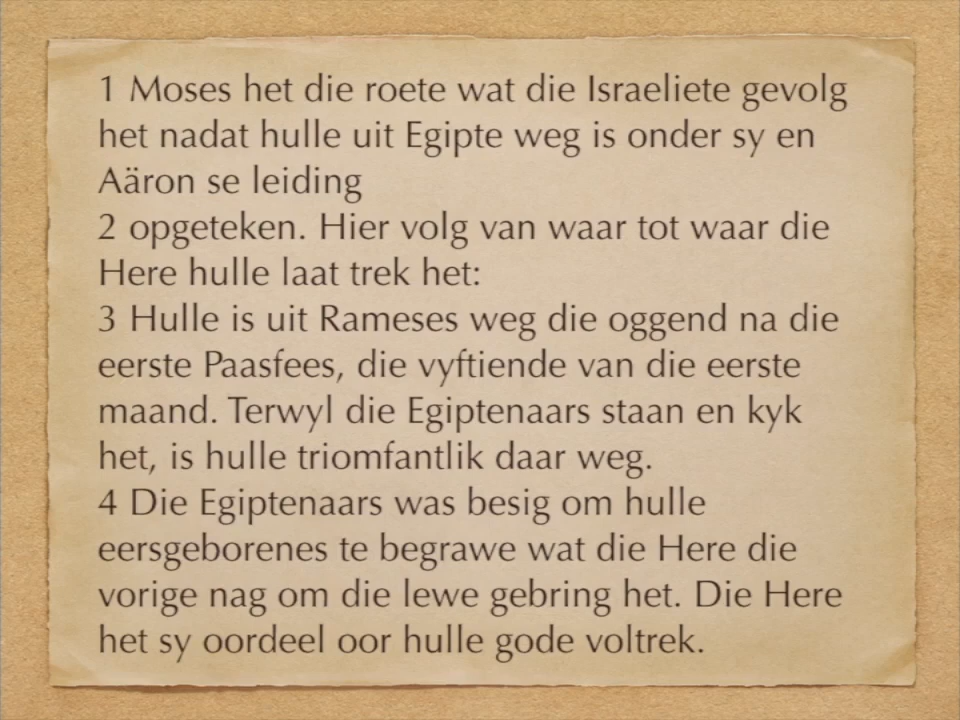 1 Moses het die roete wat die Israeliete gevolg
het nadat hulle uit Egipte weg is onder sy en
Aäron se leiding
2 opgeteken. Hier volg van waar tot waar die
Here hulle laat trek het:
3 Hulle is uit Rameses weg die oggend na die
eerste Paasfees, die vyftiende van die eerste
maand. Terwyl die Egiptenaars staan en kyk
het, is hulle triomfantlik daar weg.
4 Die Egiptenaars was besig om hulle
eersgeborenes te begrawe wat die Here die
vorige nag om die lewe gebring het. Die Here
het sy oordeel oor hulle gode voltrek.